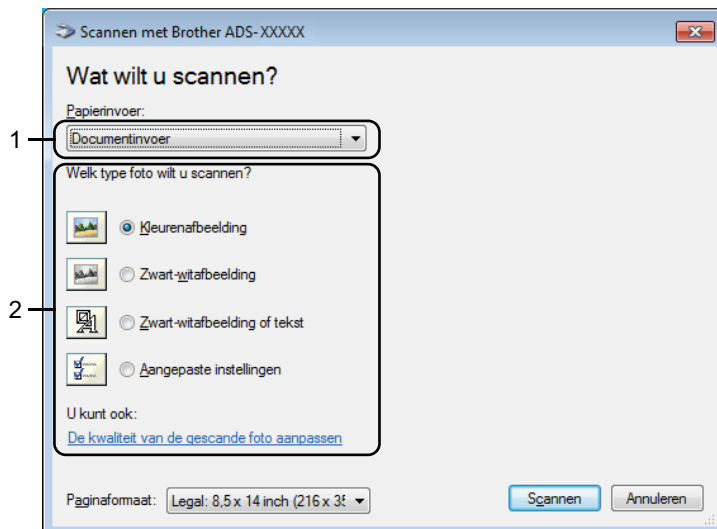 Scannen met Brother ADS-XXXXX
Wat wilt u scannen?
Papierinvoer:
1
Documentinvoer
Welk type foto wilt u scannen?
Kleurenafbeelding
Zwart-witafbeelding
2
Zwart-witafbeelding of tekst
Aangepaste instellingen
U kunt ook:
De kwaliteit van de gescande foto aanpassen
Paginaformaat: Legal: 8,5 x 14 inch (216 x 35
Scannen Annuleren